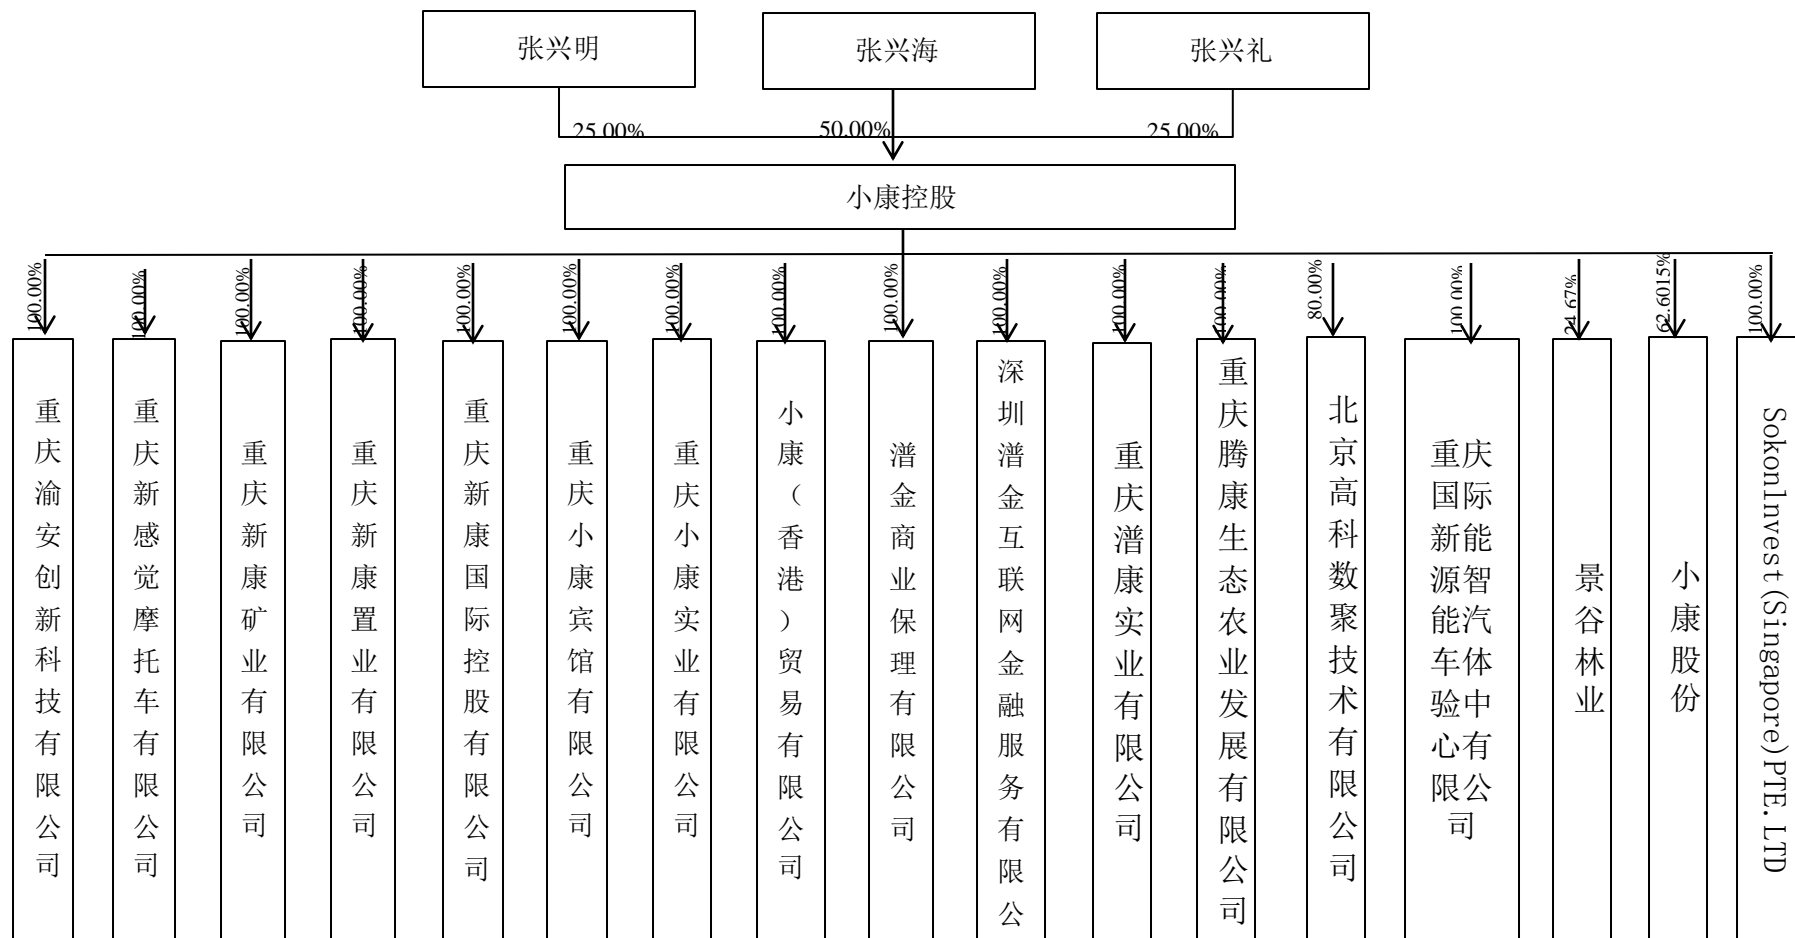 张兴明
张兴海
张兴礼
25.00%
50.00%
25.00%
小康控股
100.00%
100.00%
100.00%
100.00%
100.00%
100.00%
100.00%
100.00%
100.00%
100.00%
100.00%
100.00%
80.00%
100.00%
24.67%
62.6015%
100.00%
重庆渝安创新科技有限公司
重庆新感觉摩托车有限公司
重庆新康矿业有限公司
重庆新康置业有限公司
重庆新康国际控股有限公司
重庆小康宾馆有限公司
重庆小康实业有限公司
小康（香港）贸易有限公司
潽金商业保理有限公司
深圳潽金互联网金融服务有限公
重庆潽康实业有限公司
重庆腾康生态农业发展有限公司
北京高科数聚技术有限公司
重庆
国际
新能
源智
能汽
车体
验中
心有
限公
司
景谷林业
小康股份
SokonlnveSt(Singapore)PTE.LTD